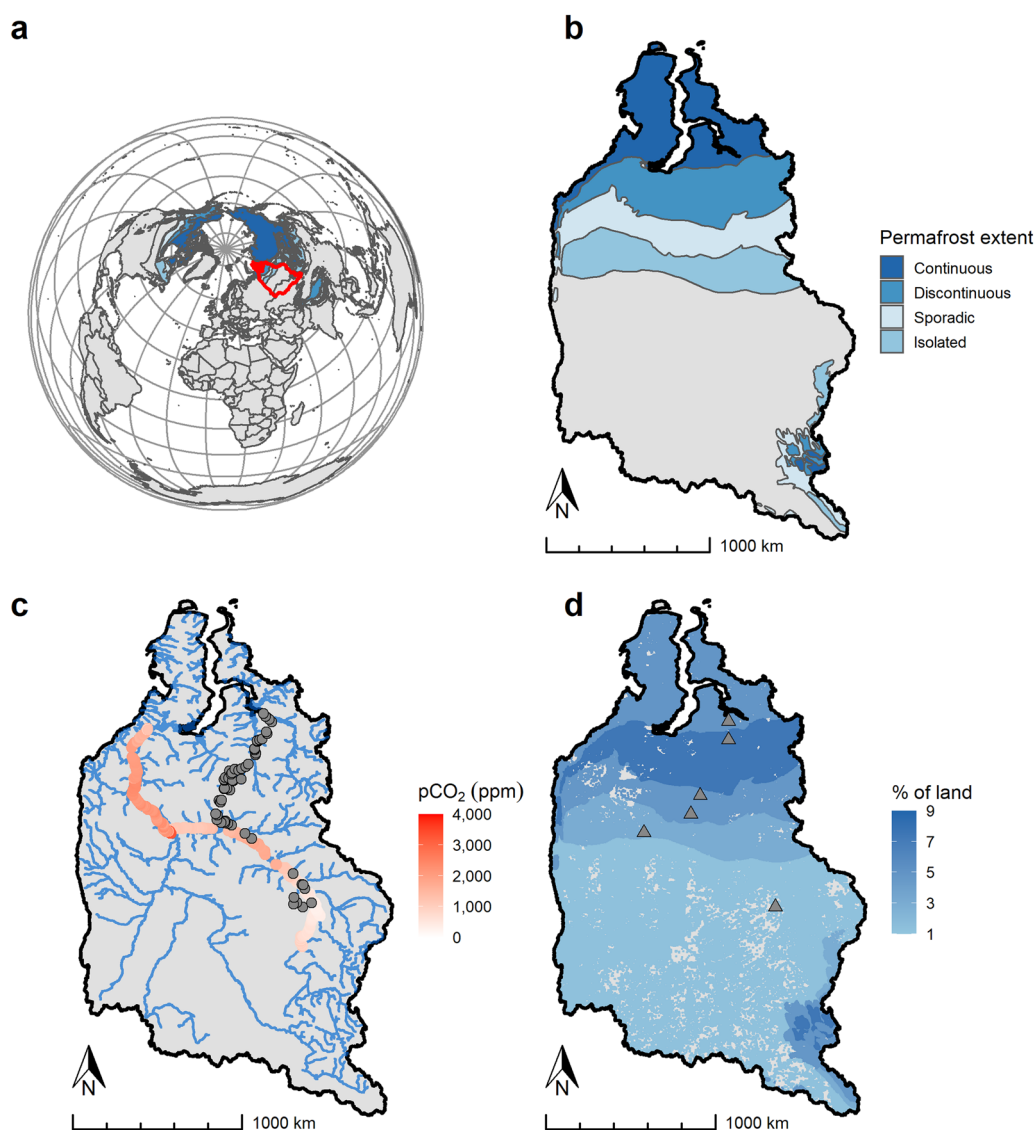 a
b
Permafrost extent
Continuous
Discontinuous
Sporadic
Isolated
N
1000 km
c
pCO₂ (ppm)
4,000
3,000
2,000
1,000
0
N
1000 km
d
% of land
9
7
5
3
1
N
1000 km